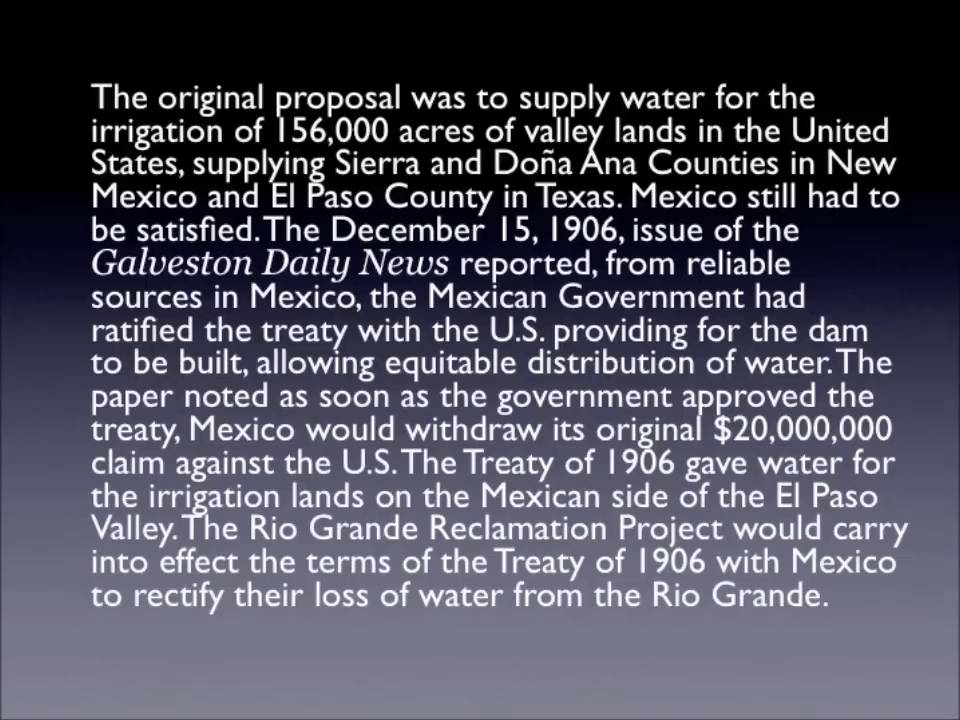 The original proposal was to supply water for the
irrigation of 156,000 acres of valley lands in the United
States, supplying Sierra and Doña Ana Counties in New
Mexico and El Paso County in Texas. Mexico still had to
be satisfied. The December 15, 1906, issue of the
Galveston Daily News reported, from reliable
sources in Mexico, the Mexican Government had
ratified the treaty with the U.S. providing for the dam
to be built, allowing equitable distribution of water. The
paper noted as soon as the government approved the
treaty, Mexico would withdraw its original $20,000,000
claim against the U.S. The Treaty of 1906 gave water for
the irrigation lands on the Mexican side of the El Paso
Valley. The Rio Grande Reclamation Project would carry
into effect the terms of the Treaty of 1906 with Mexico
to rectify their loss of water from the Rio Grande.